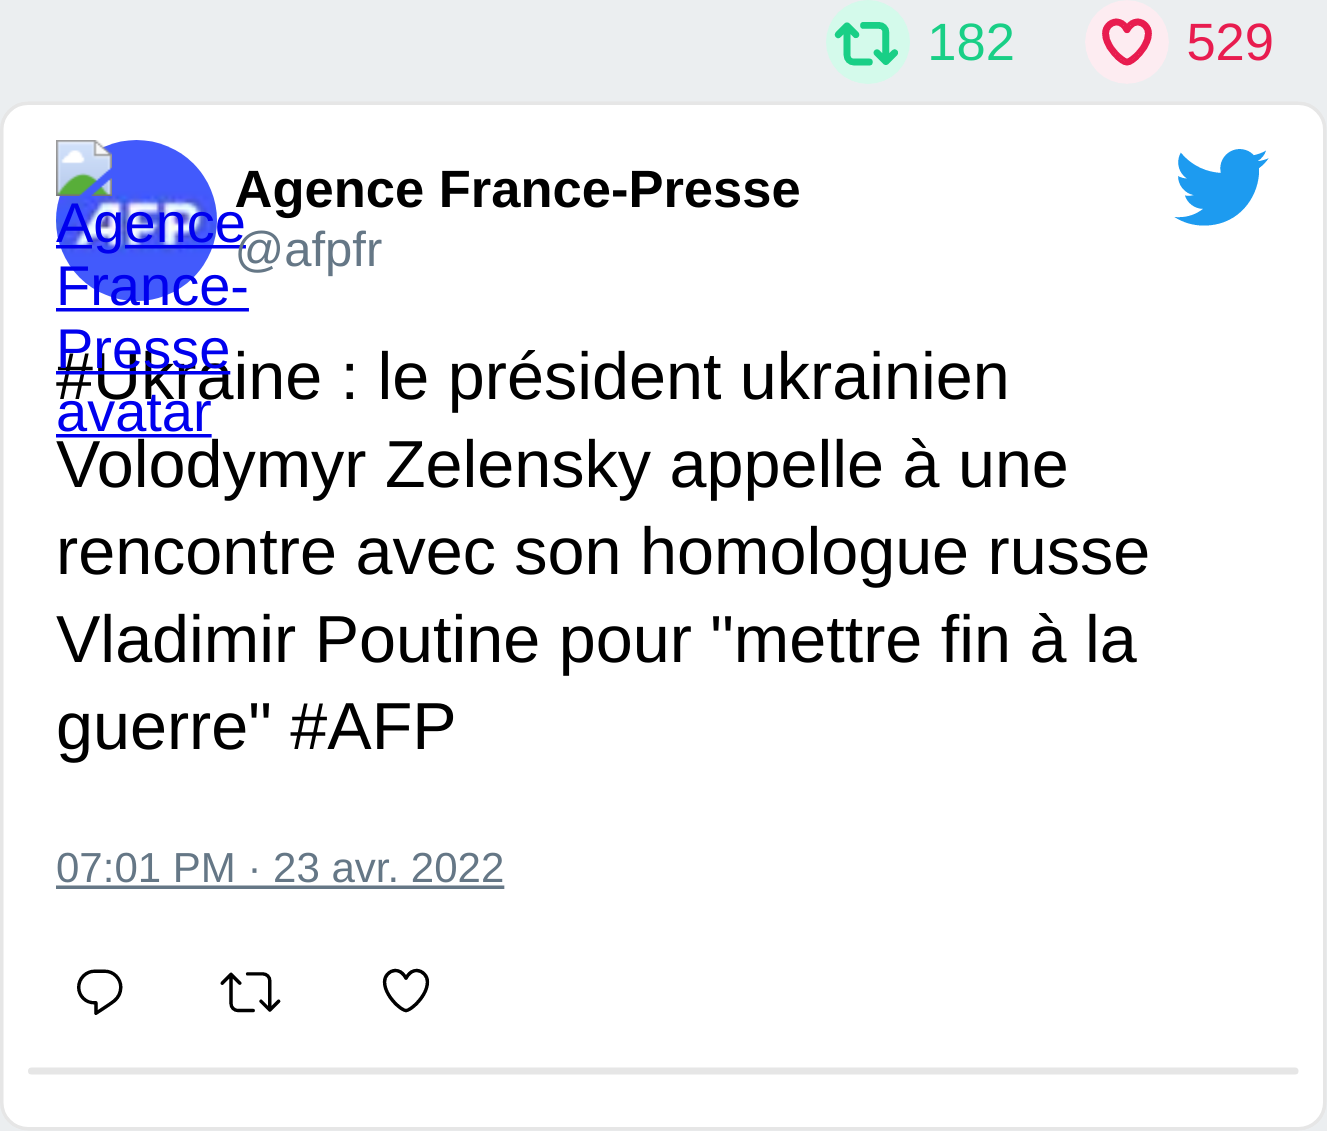 182 529
Agence France-Presse
@afpfr
AFP
Agence
France-
Presse
avatar
#Ukraine : le président ukrainien
Volodymyr Zelensky appelle à une
rencontre avec son homologue russe
Vladimir Poutine pour "mettre fin à la
guerre" #AFP
07:01 PM · 23 avr. 2022